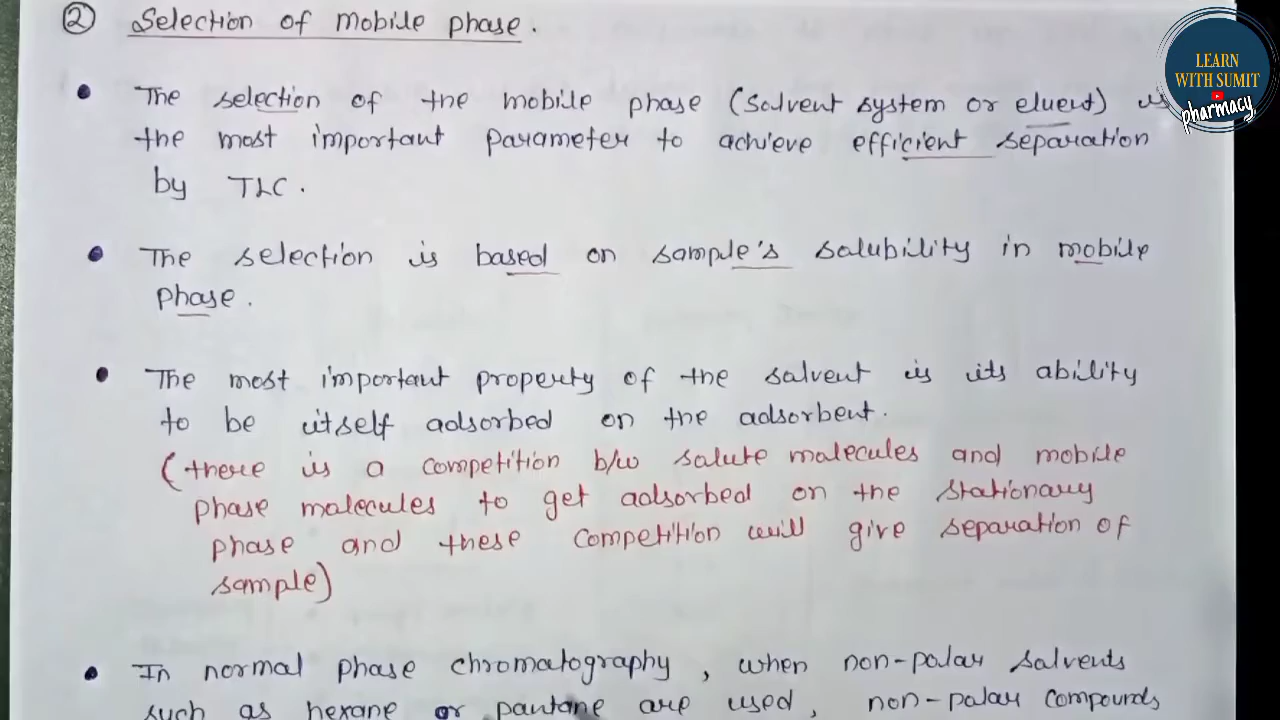 ② Selection of mobile phase.
• The selection of the mobile phase (Solvent system or eluent) is
the most important parameter to achieve efficient separation
by TLC.
• The selection is based on sample's solubility in mobile
phase.
• The most important property of the solvent is its ability
to be itself adsorbed on the adsorbent.
(there is a competition b/w solute molecules and mobile
phase molecules to get adsorbed on the stationary
phase and these competition will give separation of
sample)
• In normal phase chromatography, when non-polar solvents
such as hexane or pantane are used, non-polar compounds
LEARN
WITH SUMIT
pharmacy